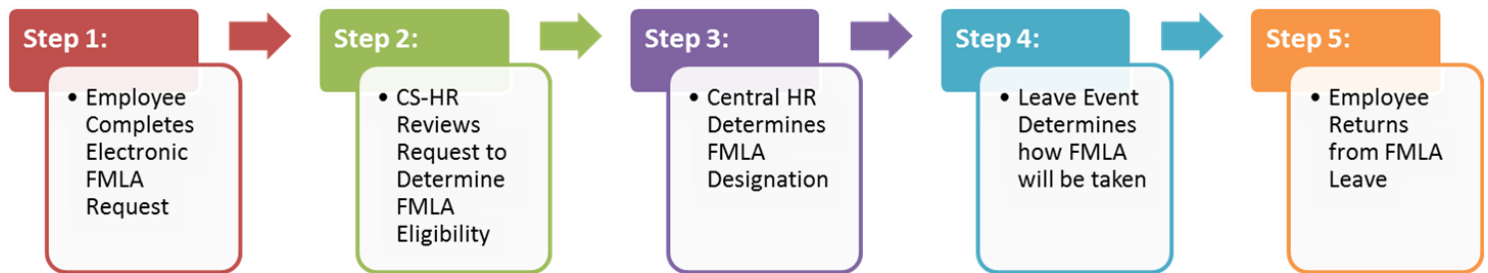 Step 1:
• Employee
Completes
Electronic
FMLA
Request
Step 2:
• CS-HR
Reviews
Request to
Determine
FMLA
Eligibility
Step 3:
• Central HR
Determines
FMLA
Designation
Step 4:
• Leave Event
Determines
how FMLA
will be taken
Step 5:
• Employee
Returns
from FMLA
Leave